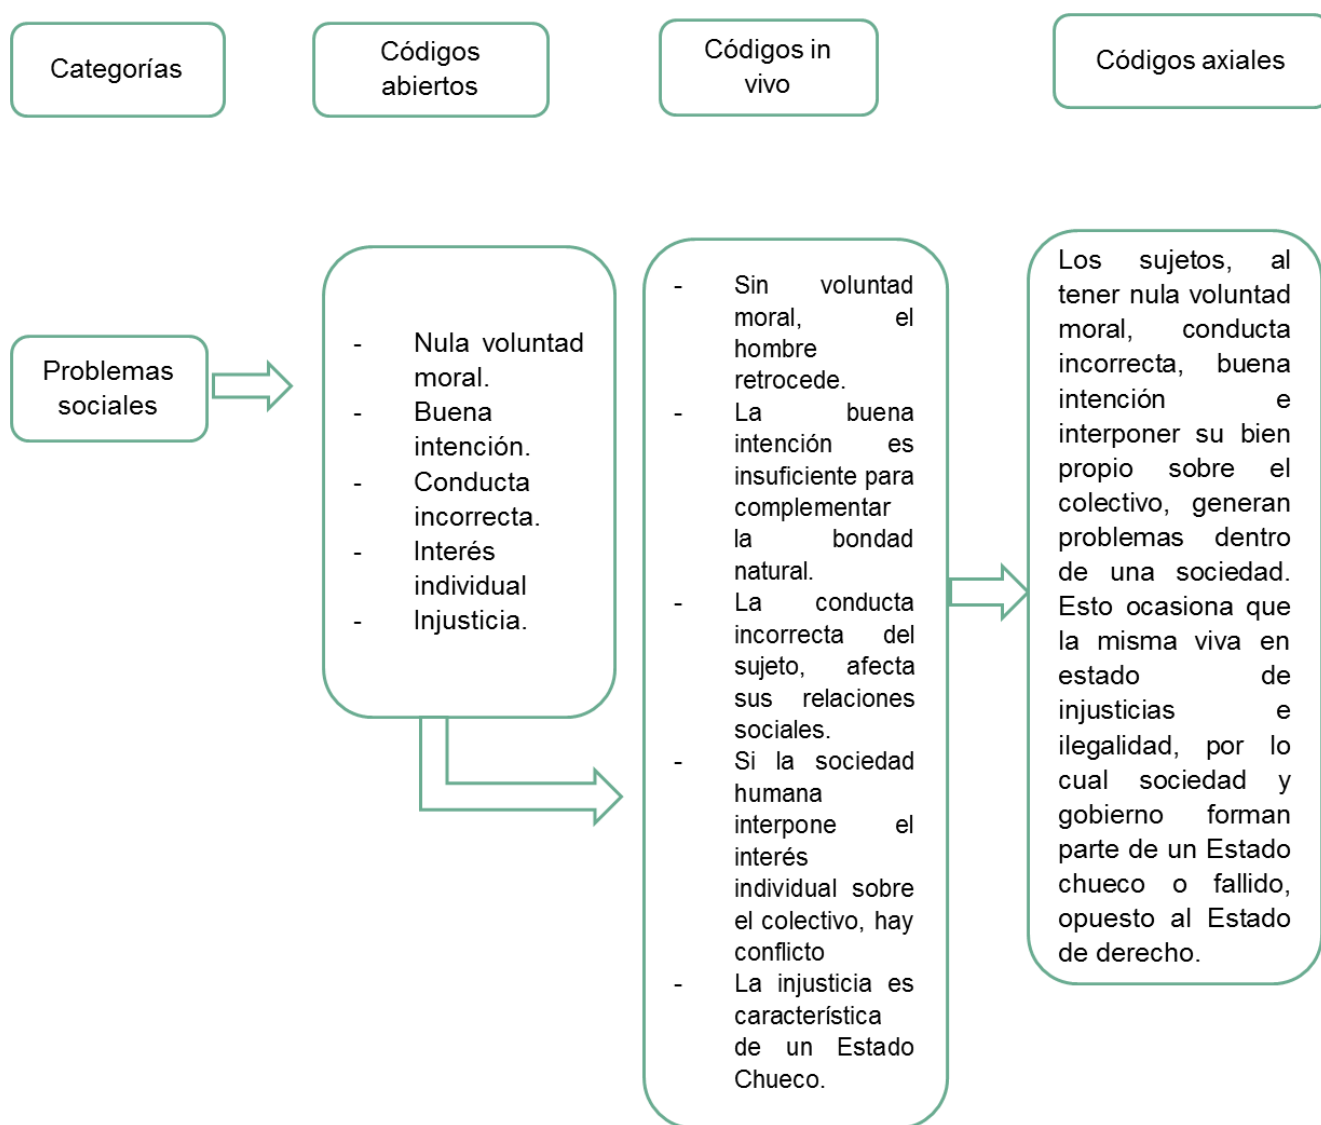 Categorías
Códigos
abiertos
Códigos in
vivo
Códigos axiales
Problemas
sociales
- Nula voluntad
moral.
- Buena
intención.
- Conducta
incorrecta.
- Interés
individual
- Injusticia.
- Sin voluntad
moral, el
hombre
retrocede.
- La buena
intención es
insuficiente para
complementar
la bondad
natural.
- La conducta
incorrecta del
sujeto, afecta
sus relaciones
sociales.
- Si la sociedad
humana
interpone el
interés
individual sobre
el colectivo, hay
conflicto
- La injusticia es
característica
de un Estado
Chueco.
Los sujetos, al
tener nula voluntad
moral, conducta
incorrecta, buena
intención e
interponer su bien
propio sobre el
colectivo, generan
problemas dentro
de una sociedad.
Esto ocasiona que
la misma viva en
estado de
injusticias e
ilegalidad, por lo
cual sociedad y
gobierno forman
parte de un Estado
chueco o fallido,
opuesto al Estado
de derecho.